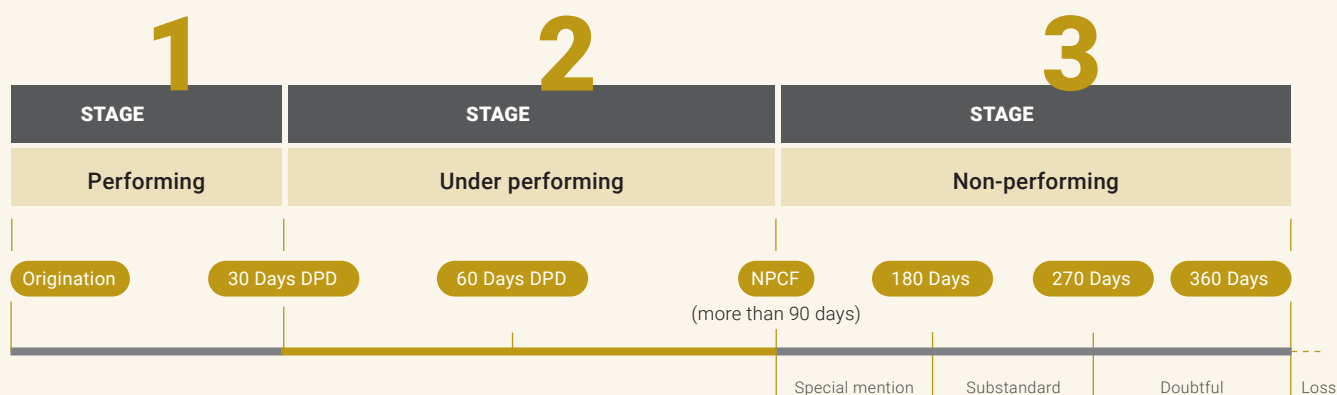 1 2 3
STAGE STAGE STAGE
Performing Under performing Non-performing
Origination 30 Days DPD 60 Days DPD NPCF 180 Days 270 Days 360 Days
(more than 90 days)
Special mention Substandard Doubtful Loss